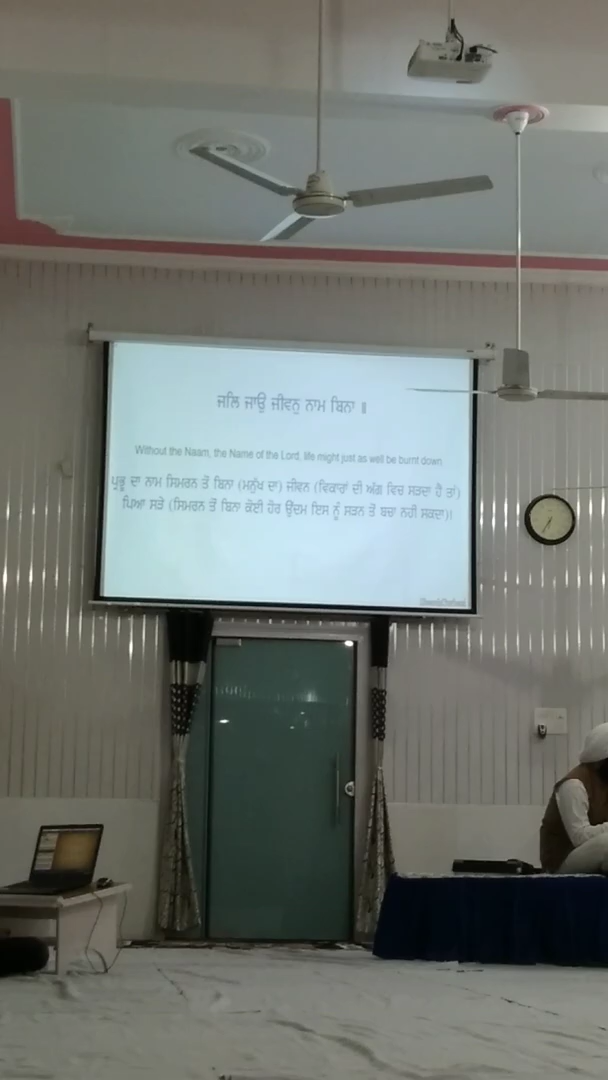 ਜਲਿ ਜਾਉ ਜੀਵਨੁ ਨਾਮ ਬਿਨਾ ॥
Without the Naam, the Name of the Lord, life might just as well be burnt down.
ਪ੍ਰਭੂ ਦਾ ਨਾਮ ਸਿਮਰਨ ਤੋਂ ਬਿਨਾ (ਮਨੁੱਖ ਦਾ) ਜੀਵਨ (ਵਿਕਾਰਾਂ ਦੀ ਅੱਗ ਵਿਚ ਸੜਦਾ ਹੈ ਤਾਂ)
ਪਿਆ ਸੜੇ (ਸਿਮਰਨ ਤੋਂ ਬਿਨਾ ਕੋਈ ਹੋਰ ਉੱਦਮ ਇਸ ਨੂੰ ਸੜਨ ਤੋਂ ਬਚਾ ਨਹੀਂ ਸਕਦਾ)।